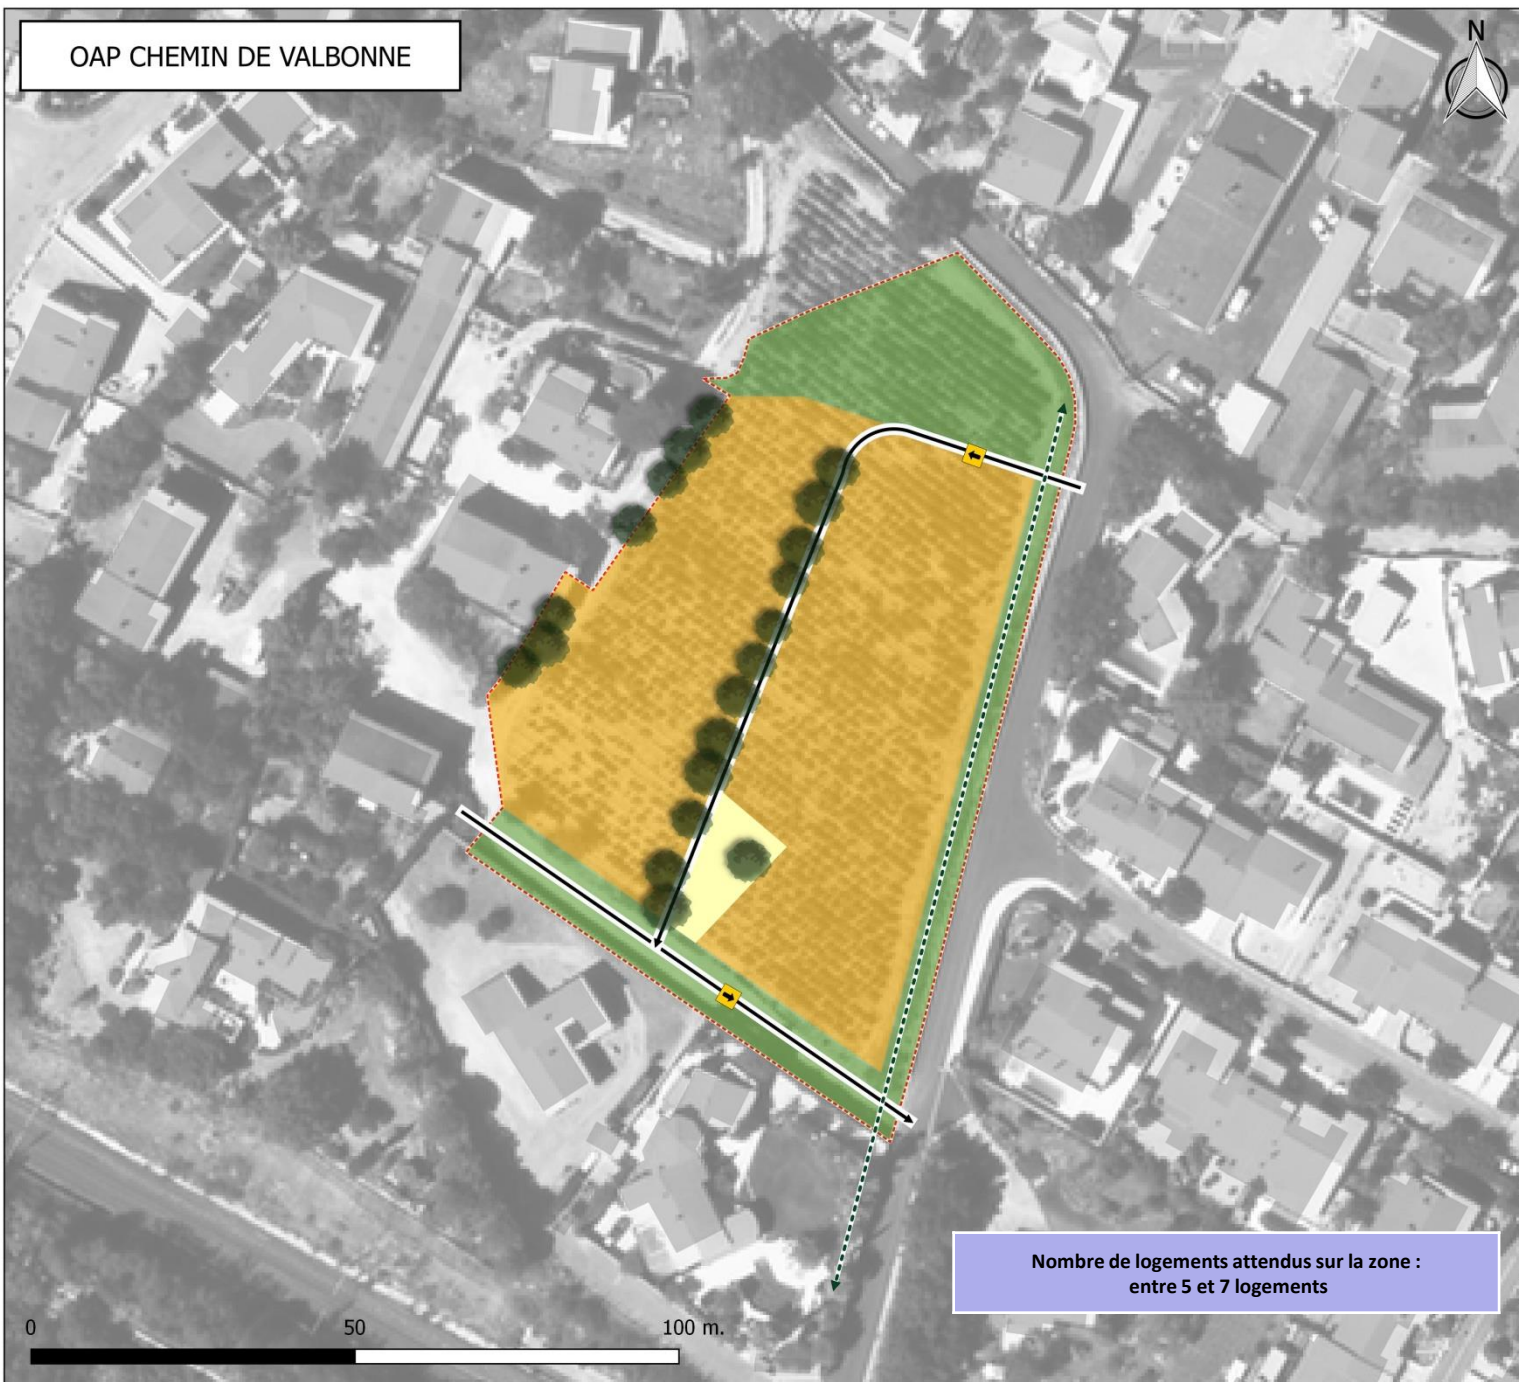 OAP CHEMIN DE VALBONNE
N
Nombre de logements attendus sur la zone :
entre 5 et 7 logements
0 50 100 m.